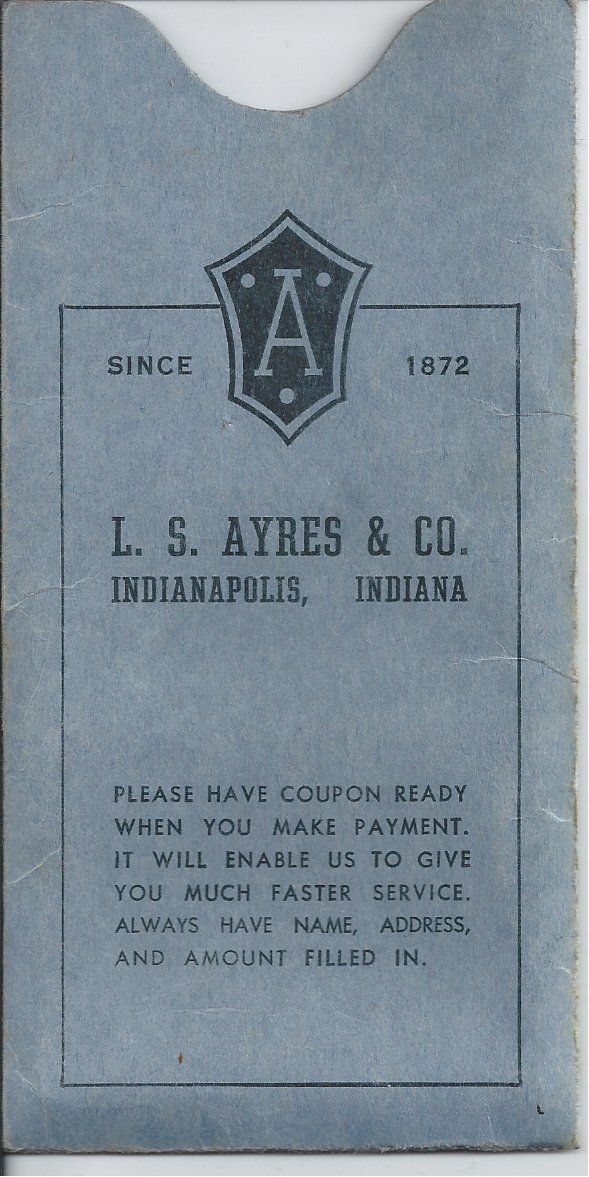 A
SINCE 1872
L. S. AYRES & CO.
INDIANAPOLIS, INDIANA
PLEASE HAVE COUPON READY
WHEN YOU MAKE PAYMENT.
IT WILL ENABLE US TO GIVE
YOU MUCH FASTER SERVICE.
ALWAYS HAVE NAME, ADDRESS,
AND AMOUNT FILLED IN.